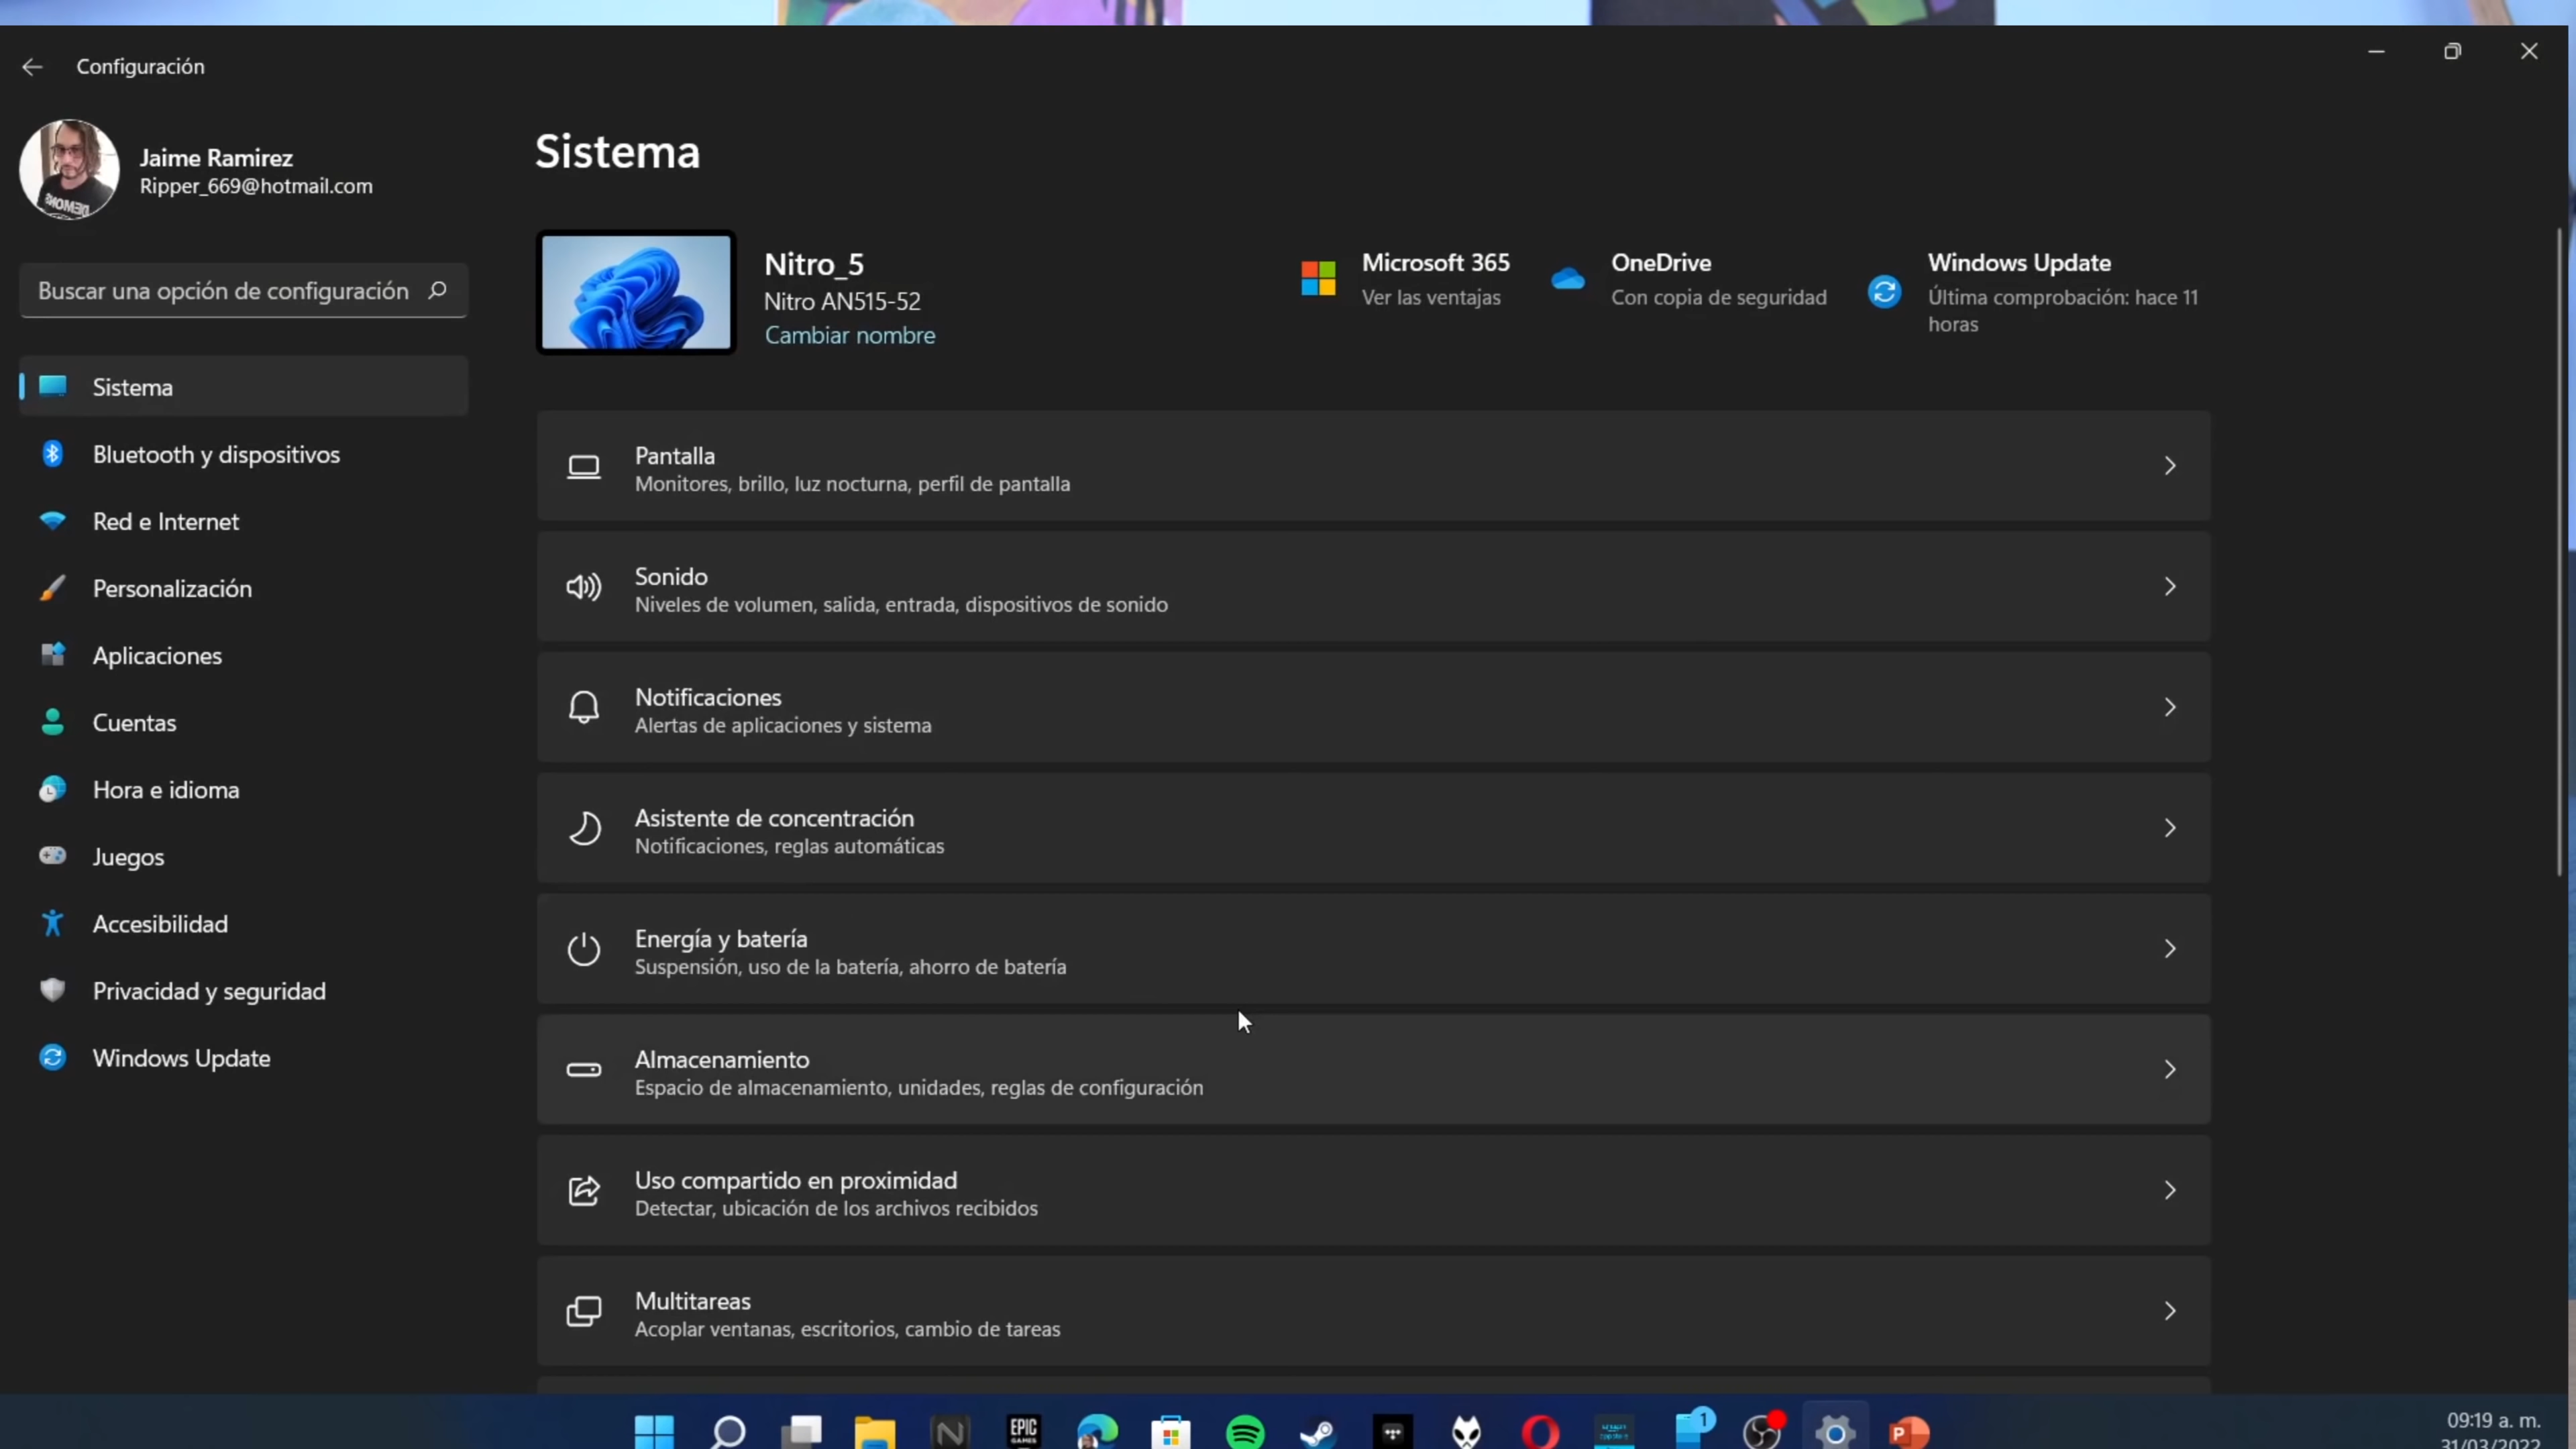 Configuración
Jaime Ramirez
Ripper_669@hotmail.com
Buscar una opción de configuración
Sistema
Bluetooth y dispositivos
Red e Internet
Personalización
Aplicaciones
Cuentas
Hora e idioma
Juegos
Accesibilidad
Privacidad y seguridad
Windows Update
Sistema
Nitro_5
Nitro AN515-52
Cambiar nombre
Microsoft 365
Ver las ventajas
OneDrive
Con copia de seguridad
Windows Update
Última comprobación: hace 11
horas
Pantalla
Monitores, brillo, luz nocturna, perfil de pantalla
Sonido
Niveles de volumen, salida, entrada, dispositivos de sonido
Notificaciones
Alertas de aplicaciones y sistema
Asistente de concentración
Notificaciones, reglas automáticas
Energía y batería
Suspensión, uso de la batería, ahorro de batería
Almacenamiento
Espacio de almacenamiento, unidades, reglas de configuración
Uso compartido en proximidad
Detectar, ubicación de los archivos recibidos
Multitareas
Acoplar ventanas, escritorios, cambio de tareas
EPIC
GAMES
1
09:19 a. m.
31/03/2022